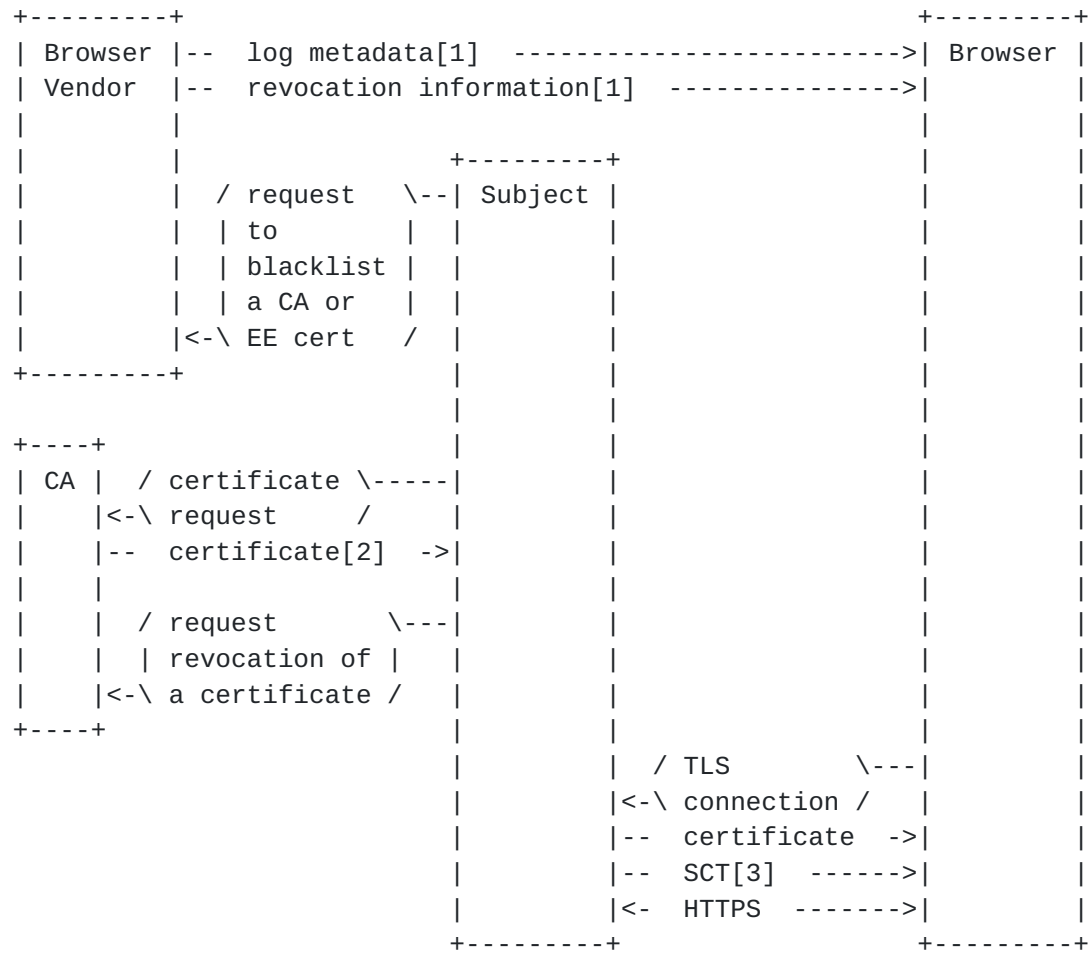 +---------+                                               +---------+
| Browser |--  log metadata[1]  ------------------------->| Browser |
| Vendor  |--  revocation information[1]  --------------->|         |
|         |                                               |         |
|         |                 +---------+                   |         |
|         |  / request   \--| Subject |                   |         |
|         |  | to        |  |         |                   |         |
|         |  | blacklist |  |         |                   |         |
|         |  | a CA or   |  |         |                   |         |
|         |<-\ EE cert   /  |         |                   |         |
+---------+                 |         |                   |         |
                            |         |                   |         |
+----+                      |         |                   |         |
| CA |  / certificate \-----|         |                   |         |
|    |<-\ request     /     |         |                   |         |
|    |--  certificate[2]  ->|         |                   |         |
|    |                      |         |                   |         |
|    |  / request       \---|         |                   |         |
|    |  | revocation of |   |         |                   |         |
|    |<-\ a certificate /   |         |                   |         |
+----+                      |         |                   |         |
                            |         |  / TLS        \---|         |
                            |         |<-\ connection /   |         |
                            |         |--  certificate  ->|         |
                            |         |--  SCT[3]  ------>|         |
                            |         |<-  HTTPS  ------->|         |
                            +---------+                   +---------+